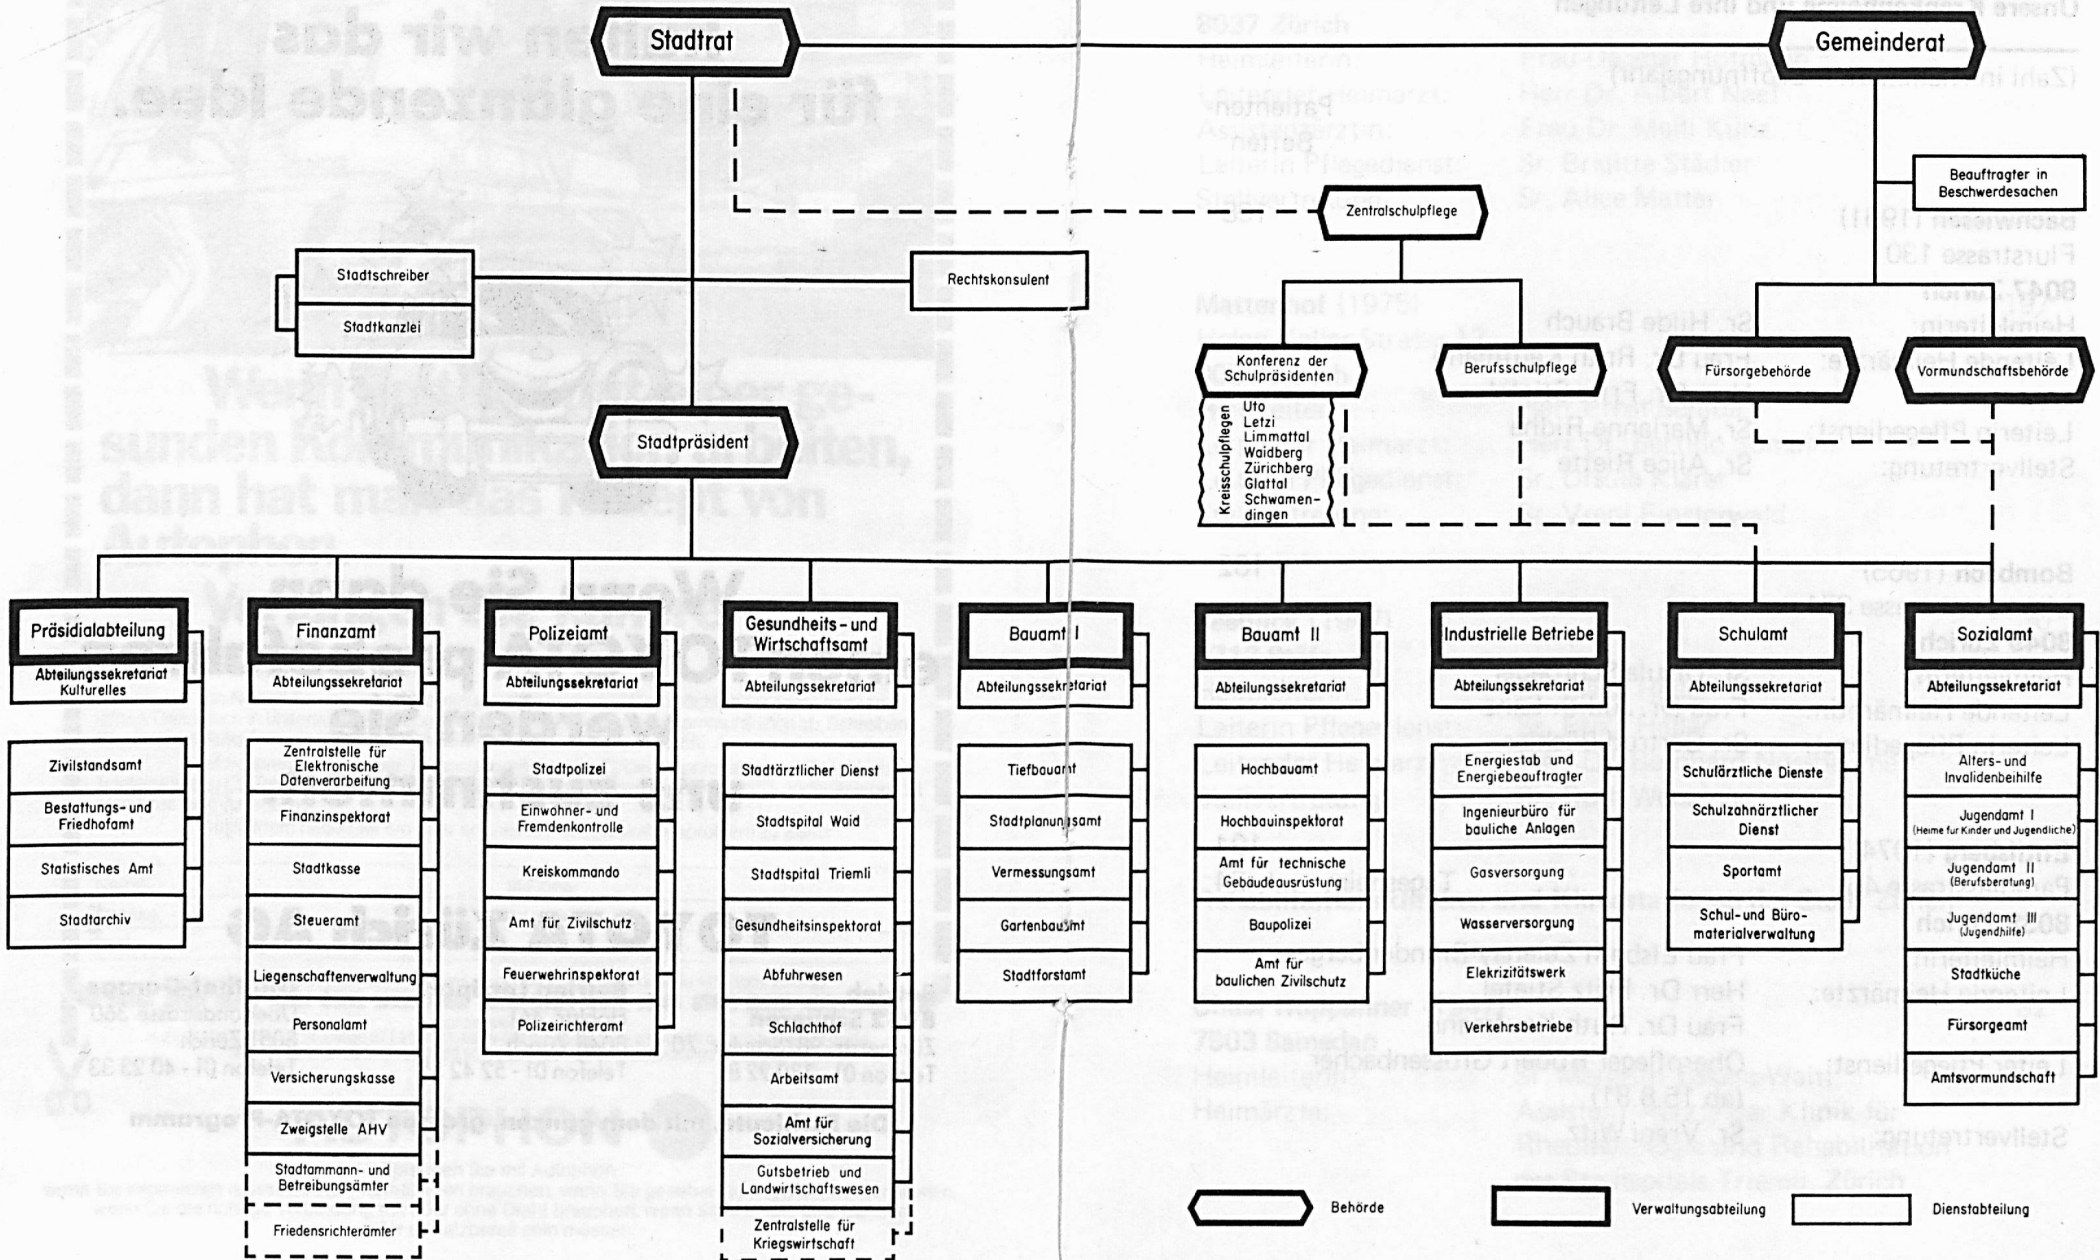 Stadtrat
Gemeinderat
Beauftragter in
Beschwerdesachen
Zentralschulpflege
Stadtschreiber
Stadtkanzlei
Rechtskonsulent
Konferenz der
Schulpräsidenten
Berufsschulpflege
Fürsorgebehörde
Vormundschaftsbehörde
Kreisschulpflegen
Uto
Letzi
Limmattal
Waidberg
Zürichberg
Glattal
Schwamen-
dingen
Stadtpräsident
Präsidialabteilung
Abteilungssekretariat
Kulturelles
Zivilstandsamt
Bestattungs- und
Friedhofamt
Statistisches Amt
Stadtarchiv
Finanzamt
Abteilungssekretariat
Zentralstelle für
Elektronische
Datenverarbeitung
Finanzinspektorat
Stadtkasse
Steueramt
Liegenschaftenverwaltung
Personalamt
Versicherungskasse
Zweigstelle AHV
Stadtammann- und
Betreibungsämter
Friedensrichterämter
Polizeiamt
Abteilungssekretariat
Stadtpolizei
Einwohner- und
Fremdenkontrolle
Kreiskommando
Amt für Zivilschutz
Feuerwehrinspektorat
Polizeirichteramt
Gesundheits- und
Wirtschaftsamt
Abteilungssekretariat
Stadtärztlicher Dienst
Stadtspital Waid
Stadtspital Triemli
Gesundheitsinspektorat
Abfuhrwesen
Schlachthof
Arbeitsamt
Amt für
Sozialversicherung
Gutsbetrieb und
Landwirtschaftswesen
Zentralstelle für
Kriegswirtschaft
Bauamt I
Abteilungssekretariat
Tiefbauamt
Stadtplanungsamt
Vermessungsamt
Gartenbauamt
Stadtforstamt
Bauamt II
Abteilungssekretariat
Hochbauamt
Hochbauinspektorat
Amt für technische
Gebäudeausrüstung
Baupolizei
Amt für
baulichen Zivilschutz
Industrielle Betriebe
Abteilungssekretariat
Energiestab und
Energiebeauftragter
Ingenieurbüro für
bauliche Anlagen
Gasversorgung
Wasserversorgung
Elekrizitätswerk
Verkehrsbetriebe
Schulamt
Abteilungssekretariat
Schulärztliche Dienste
Schulzahnärztlicher
Dienst
Sportamt
Schul- und Büro-
materialverwaltung
Sozialamt
Abteilungssekretariat
Alters- und
Invalidenbeihilfe
Jugendamt I
(Heime für Kinder und Jugendliche)
Jugendamt II
(Berufsberatung)
Jugendamt III
(Jugendhilfe)
Stadtküche
Fürsorgeamt
Amtsvormundschaft
Behörde
Verwaltungsabteilung
Dienstabteilung